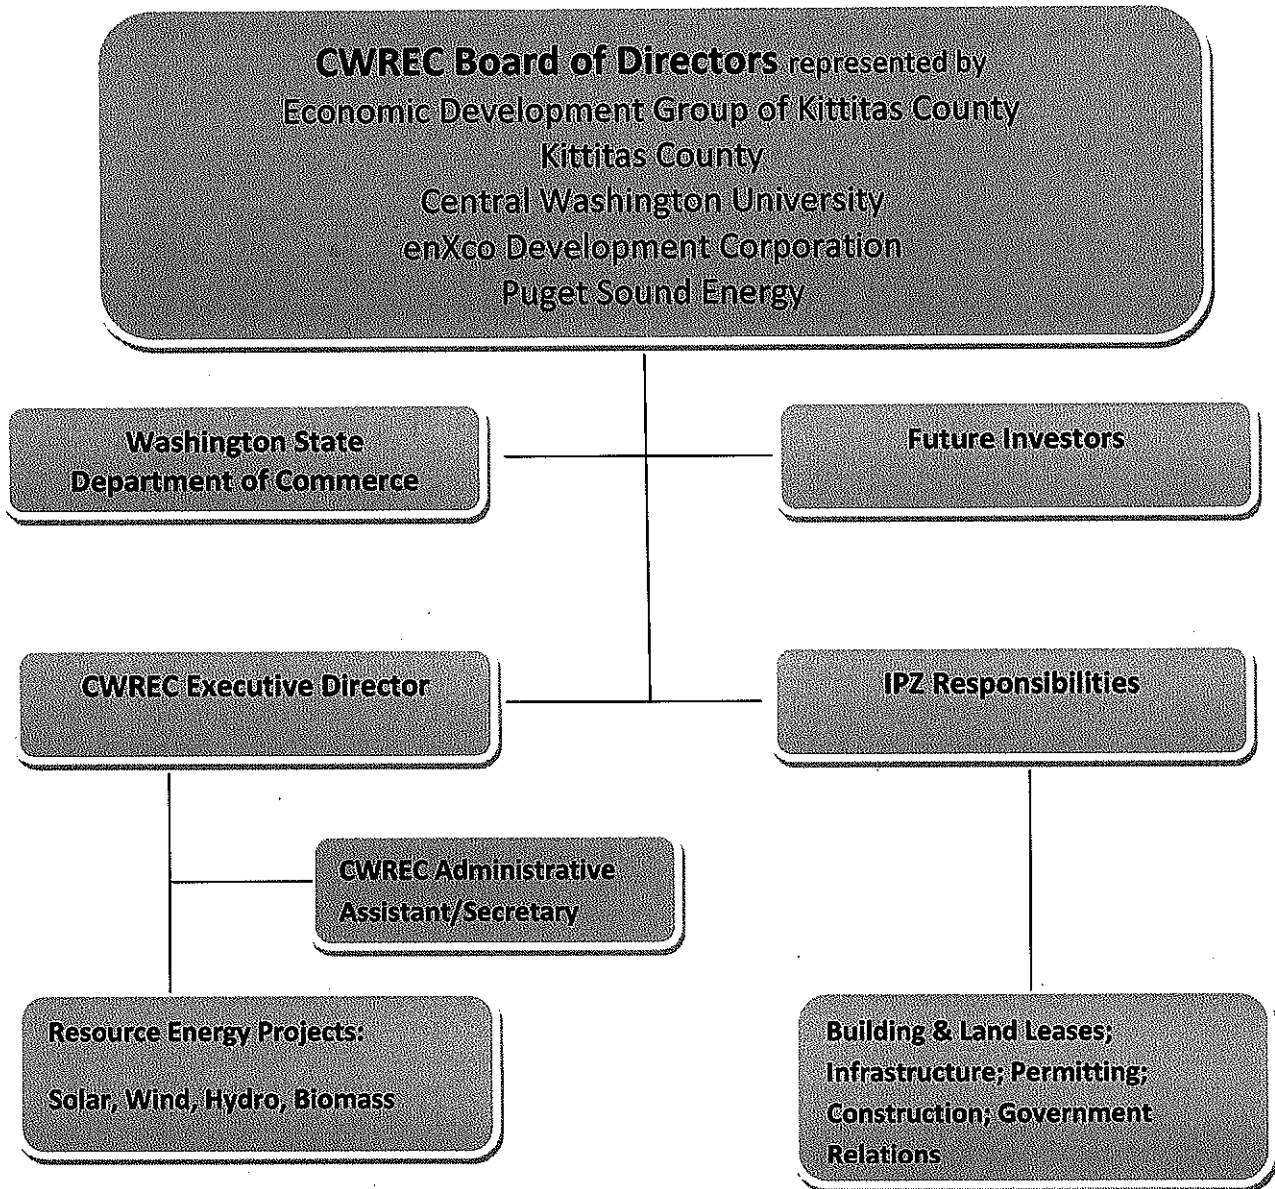 CWREC Board of Directors represented by
Economic Development Group of Kittitas County
Kittitas County
Central Washington University
enXco Development Corporation
Puget Sound Energy
Washington State
Department of Commerce
Future Investors
CWREC Executive Director
IPZ Responsibilities
CWREC Administrative
Assistant/Secretary
Resource Energy Projects:
Solar, Wind, Hydro, Biomass
Building & Land Leases;
Infrastructure; Permitting;
Construction; Government
Relations